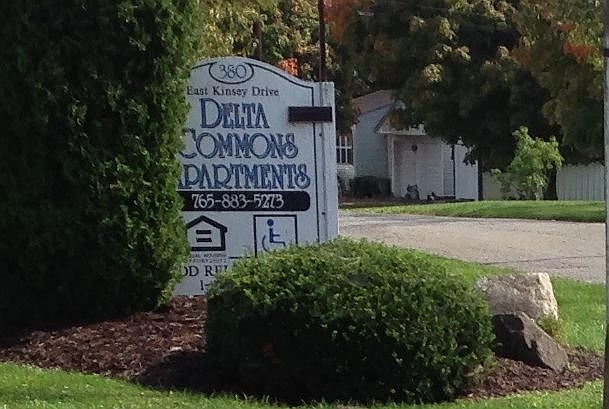 380
East Kinsey Drive
DELTA
COMMONS
APARTMENTS
765-883-5273